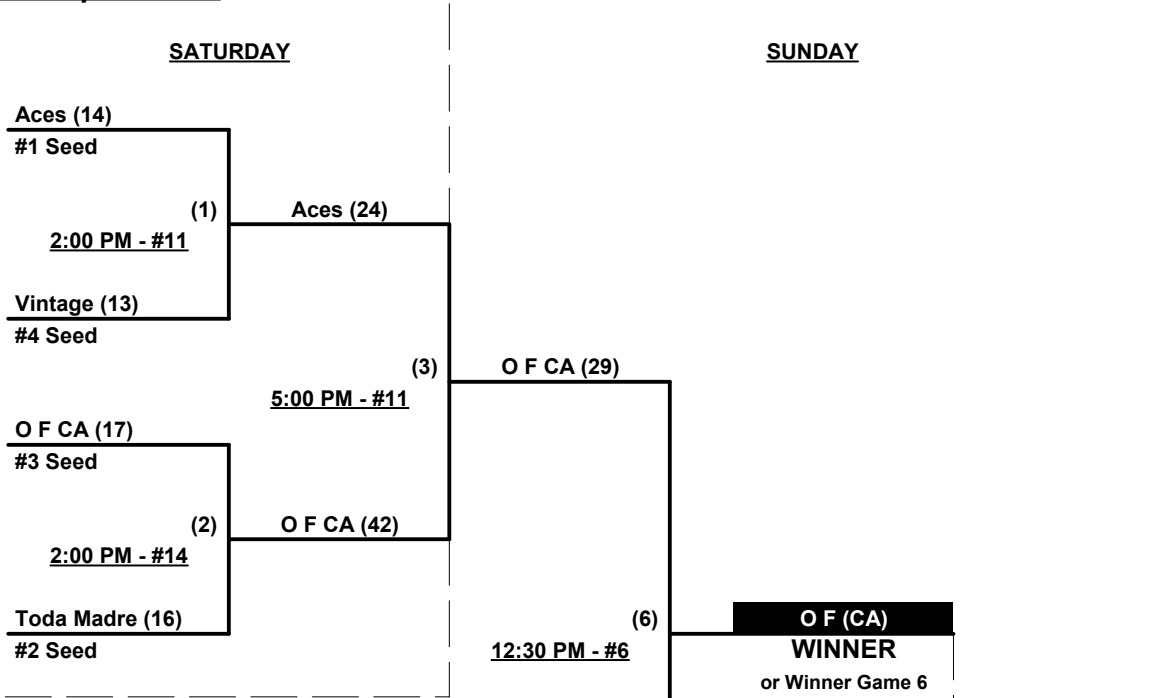 SATURDAY
SUNDAY
Aces (14)
#1 Seed
(1)
Aces (24)
2:00 PM - #11
Vintage (13)
#4 Seed
(3)
O F CA (29)
5:00 PM - #11
O F CA (17)
#3 Seed
(2)
O F CA (42)
2:00 PM - #14
Toda Madre (16)
#2 Seed
(6)
O F (CA)
12:30 PM - #6
WINNER
or Winner Game 6